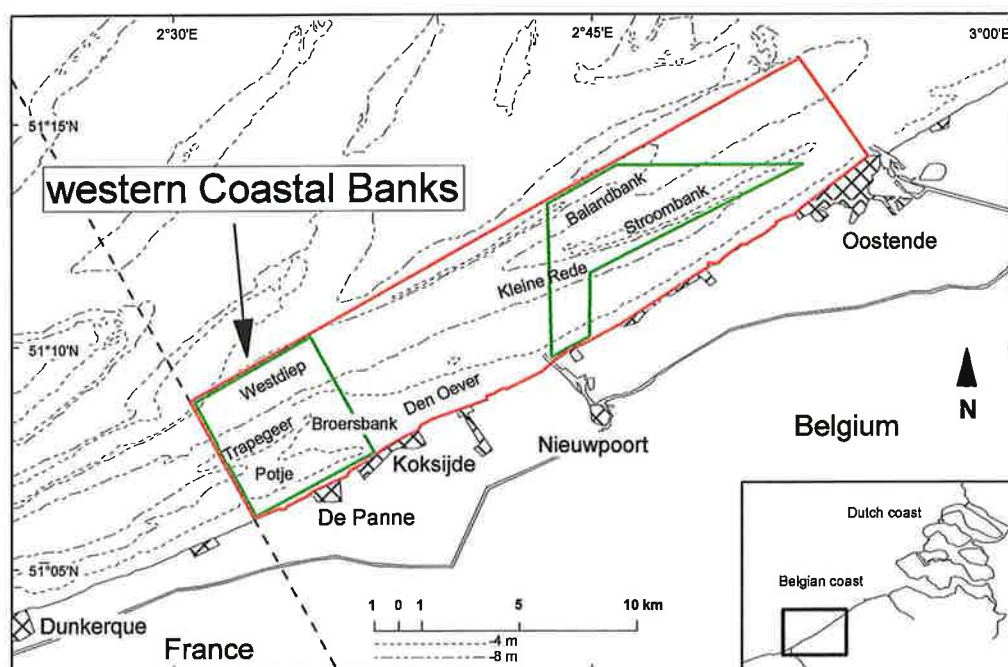 2°30'E
2°45'E
3°00'E
51°15'N
western Coastal Banks
Balandbank
Stroombank
Oostende
Kleine Rede
51°10'N
Westdiep
Den Oever
Trapegeer
Broersbank
Potje
Nieuwpoort
Belgium
N
Koksijde
De Panne
51°05'N
Dunkerque
France
1 0 1 5 10 km
-4 m
-8 m
Dutch coast
Belgian coast